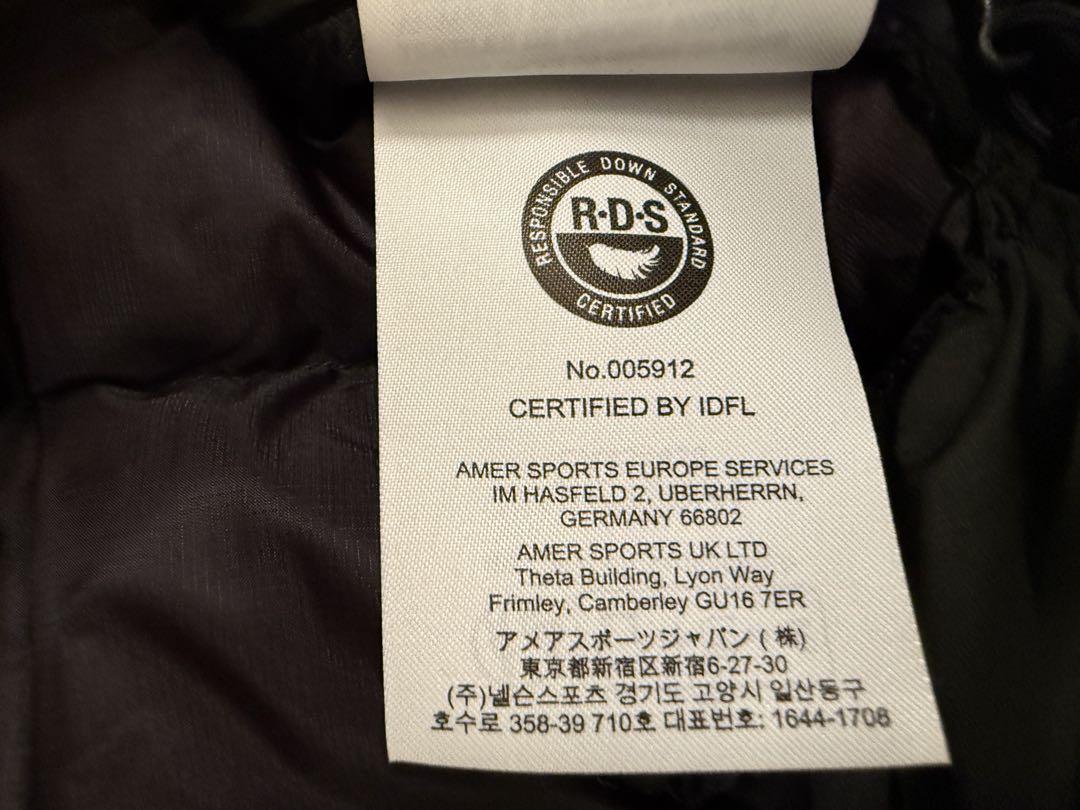 RESPONSIBLE DOWN STANDARD
R·D·S
CERTIFIED
No.005912
CERTIFIED BY IDFL
AMER SPORTS EUROPE SERVICES
IM HASFELD 2, UBERHERRN,
GERMANY 66802
AMER SPORTS UK LTD
Theta Building, Lyon Way
Frimley, Camberley GU16 7ER
アメアスポーツジャパン (株)
東京都新宿区新宿6-27-30
(주)넬슨스포츠 경기도 고양시 일산동구
호수로 358-39 710호 대표번호: 1644-1708